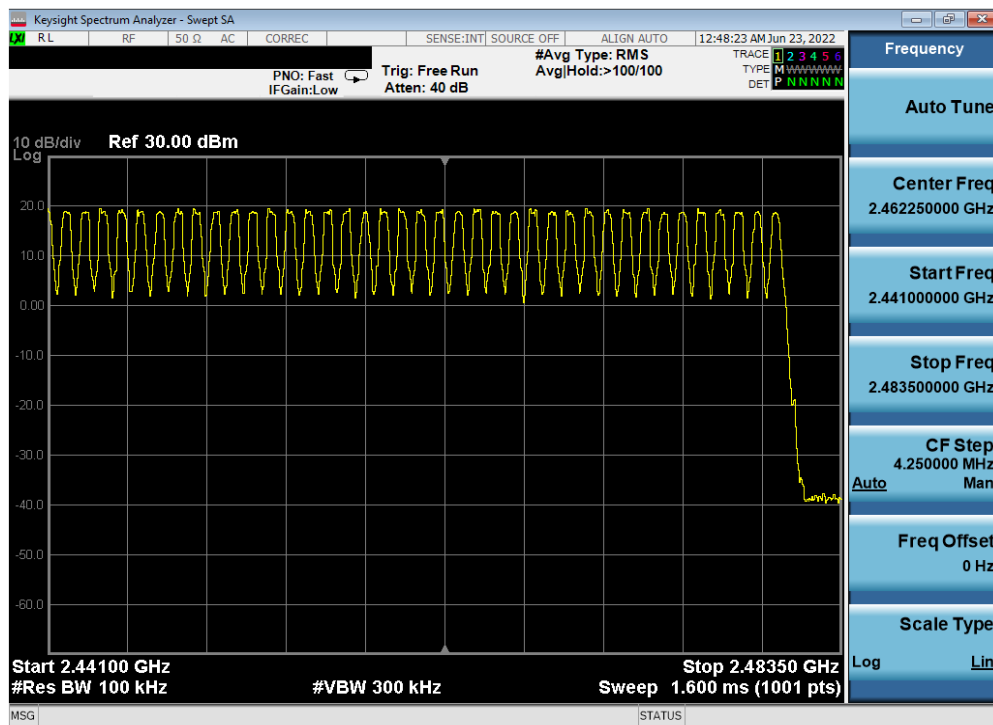 Keysight Spectrum Analyzer - Swept SA
LXI RL RF 50 Ω AC CORREC SENSE:INT SOURCE OFF ALIGN AUTO 12:48:23 AM Jun 23, 2022
Frequency
#Avg Type: RMS TRACE 1 2 3 4 5 6
PNO: Fast Trig: Free Run Avg|Hold:>100/100 TYPE M WWWWW
IFGain:Low Atten: 40 dB DET P N N N N N
Auto Tune
10 dB/div Ref 30.00 dBm
Log
20.0
10.0
0.00
-10.0
-20.0
-30.0
-40.0
-50.0
-60.0
Center Freq
2.462250000 GHz
Start Freq
2.441000000 GHz
Stop Freq
2.483500000 GHz
CF Step
4.250000 MHz
Auto Man
Freq Offset
0 Hz
Scale Type
Log Lin
Start 2.44100 GHz Stop 2.48350 GHz
#Res BW 100 kHz #VBW 300 kHz Sweep 1.600 ms (1001 pts)
MSG STATUS